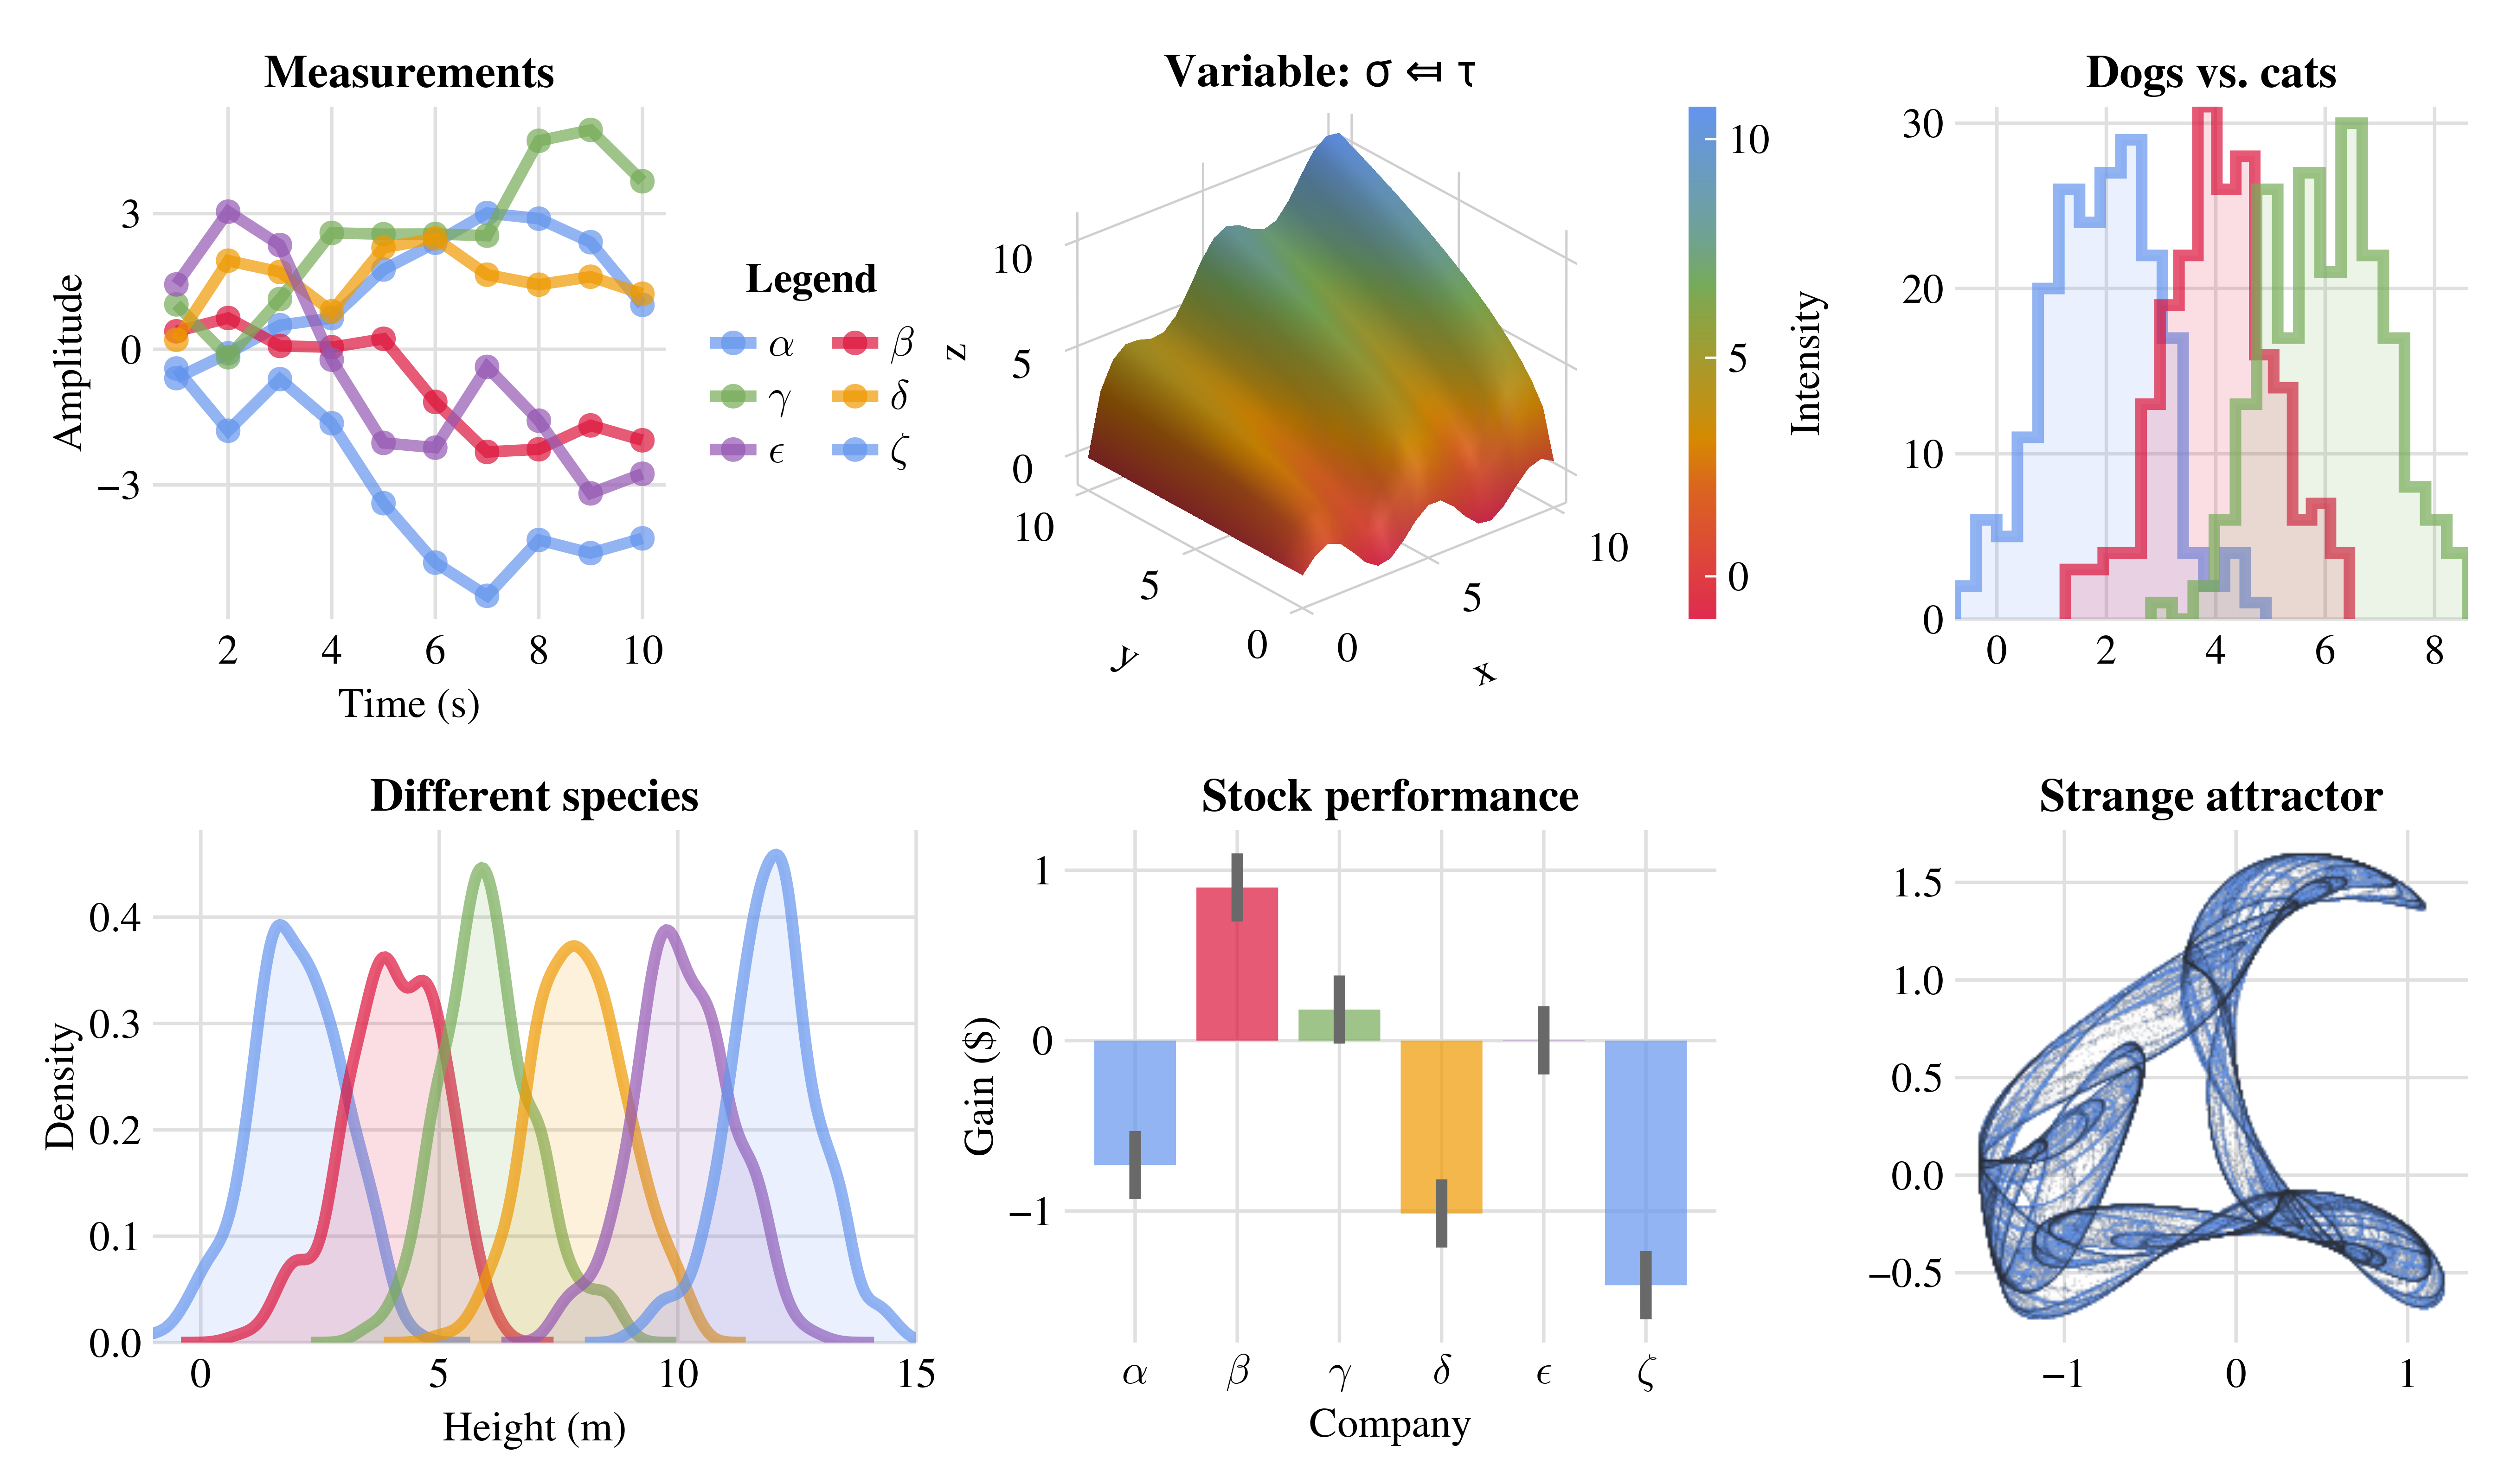 Measurements
Amplitude
3
0
−3
2
4
6
8
10
Time (s)
Legend
α
β
γ
δ
ϵ
ζ
Variable: σ ⤆ τ
z
10
5
0
10
5
0
y
0
5
10
x
10
5
0
Intensity
Dogs vs. cats
30
20
10
0
0
2
4
6
8
Different species
Density
0.4
0.3
0.2
0.1
0.0
0
5
10
15
Height (m)
Stock performance
Gain ($)
1
0
−1
α
β
γ
δ
ϵ
ζ
Company
Strange attractor
1.5
1.0
0.5
0.0
−0.5
−1
0
1